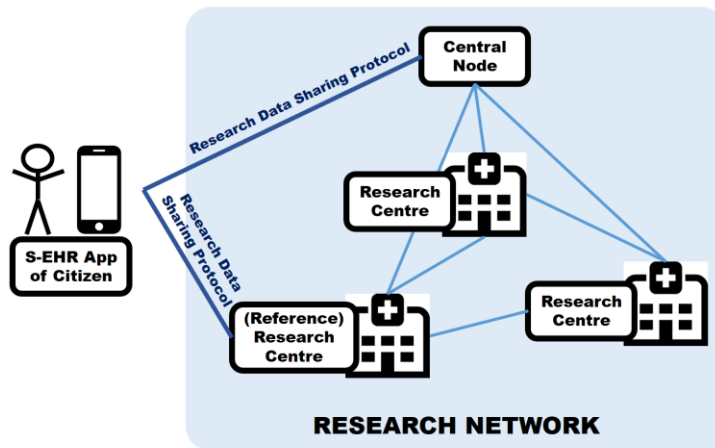 Central
Node
Research Data Sharing Protocol
Research
Centre
Research Data
Sharing Protocol
S-EHR App
of Citizen
(Reference)
Research
Centre
Research
Centre
RESEARCH NETWORK